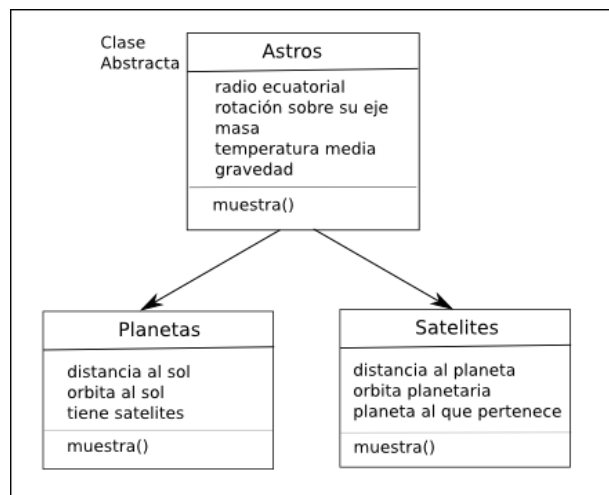 Clase
Abstracta
Astros
radio ecuatorial
rotación sobre su eje
masa
temperatura media
gravedad
muestra()
Planetas
distancia al sol
orbita al sol
tiene satelites
muestra()
Satelites
distancia al planeta
orbita planetaria
planeta al que pertenece
muestra()